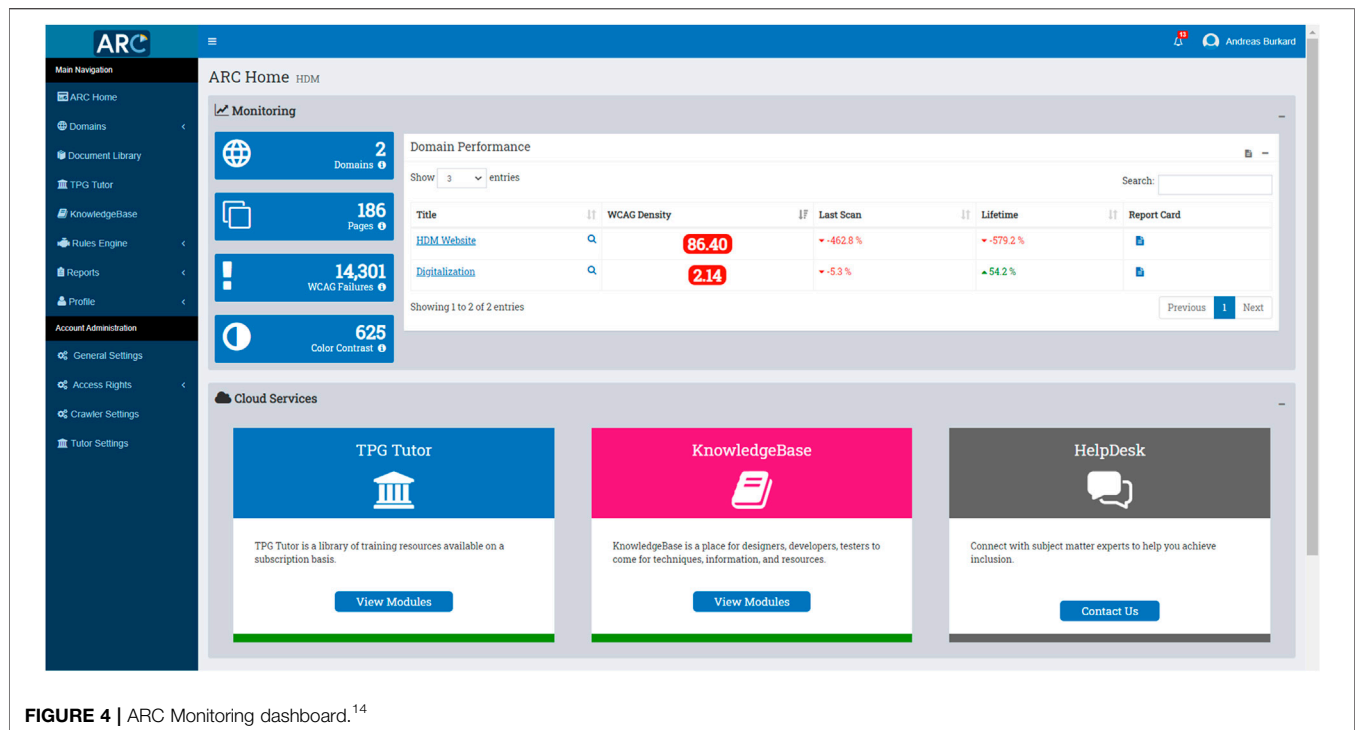 ARC
13
Andreas Burkard
Main Navigation
ARC Home
Domains
Document Library
TPG Tutor
KnowledgeBase
Rules Engine
Reports
Profile
Account Administration
General Settings
Access Rights
Crawler Settings
Tutor Settings
ARC Home HDM
Monitoring
2
Domains
186
Pages
14,301
WCAG Failures
625
Color Contrast
Domain Performance
Show 3 entries
Search:
Title WCAG Density Last Scan Lifetime Report Card
HDM Website 86.40 -462.8 % -579.2 %
Digitalization 2.14 -5.3 % 54.2 %
Showing 1 to 2 of 2 entries
Previous 1 Next
Cloud Services
TPG Tutor
TPG Tutor is a library of training resources available on a
subscription basis.
View Modules
KnowledgeBase
KnowledgeBase is a place for designers, developers, testers to
come for techniques, information, and resources.
View Modules
HelpDesk
Connect with subject matter experts to help you achieve
inclusion.
Contact Us
FIGURE 4 | ARC Monitoring dashboard.14